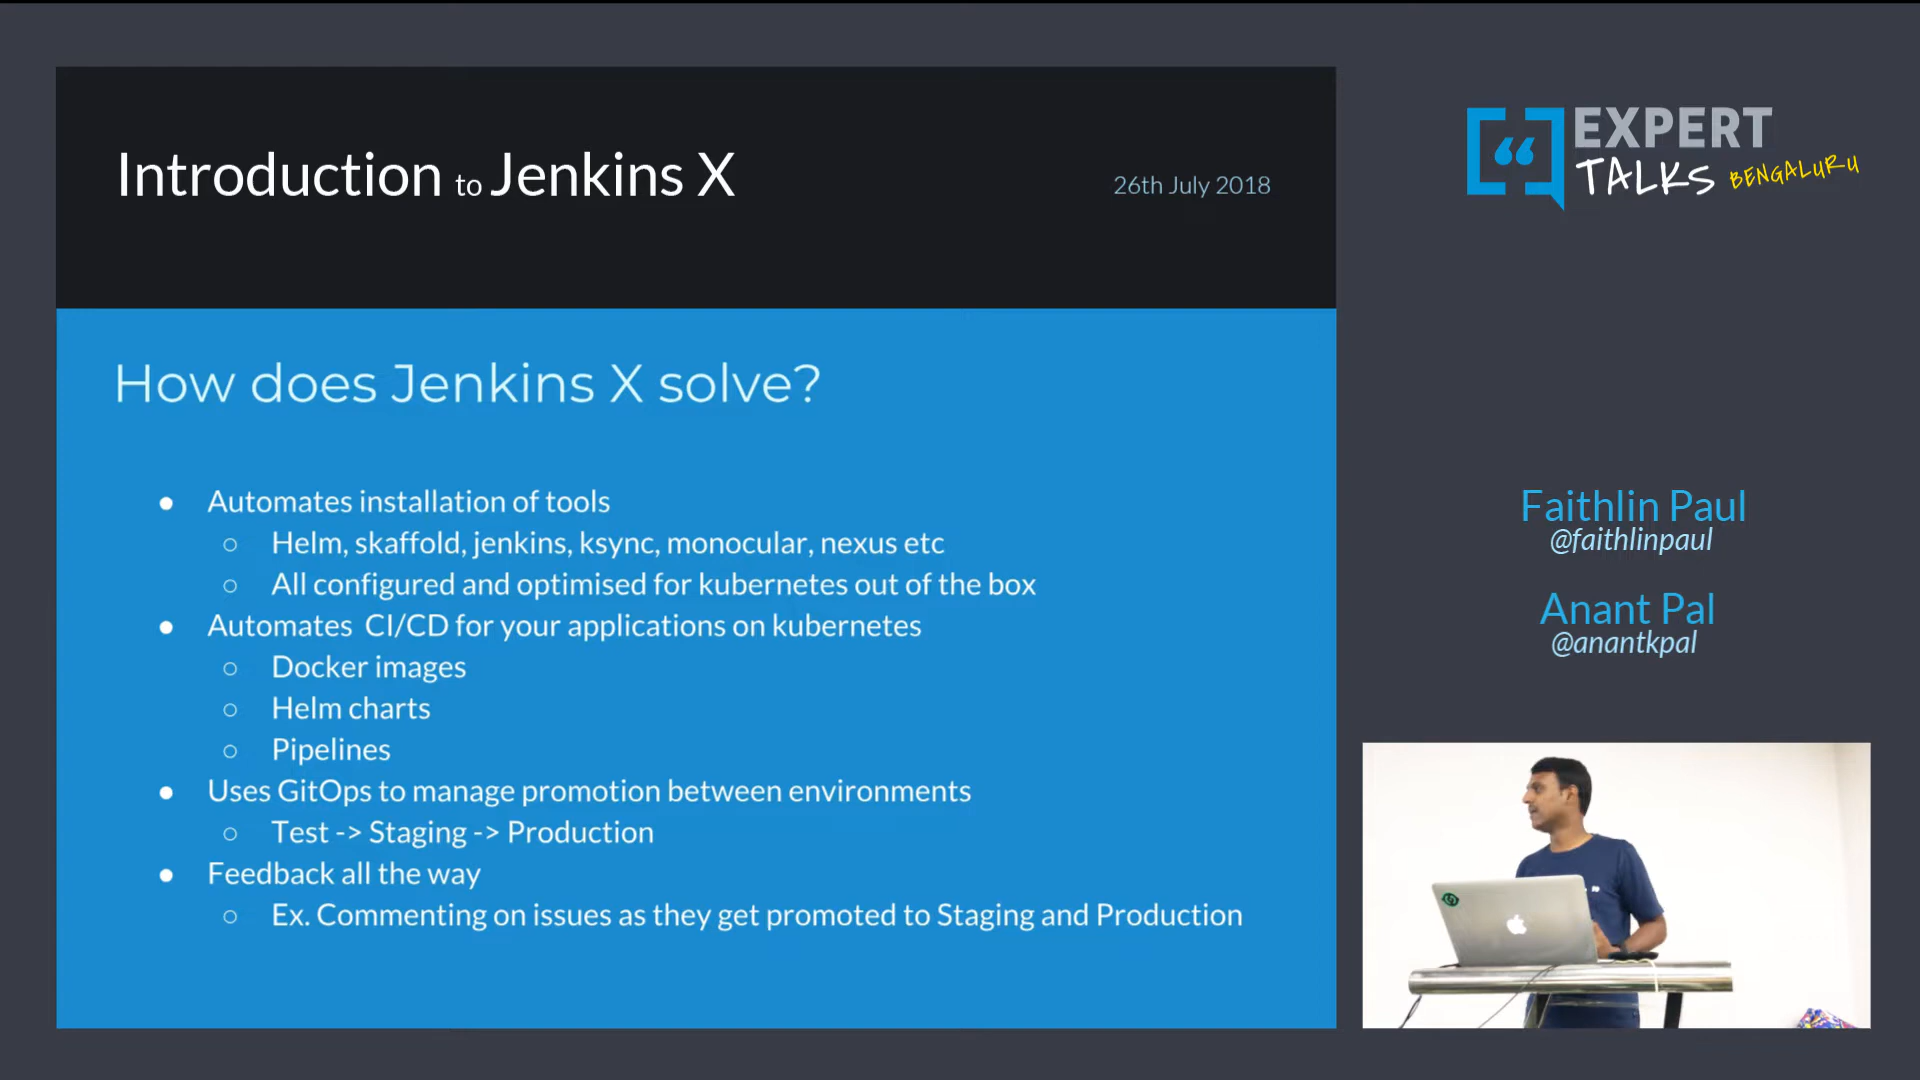 Introduction to Jenkins X
26th July 2018
EXPERT
TALKS BENGALURU
How does Jenkins X solve?
● Automates installation of tools
○ Helm, skaffold, jenkins, ksync, monocular, nexus etc
○ All configured and optimised for kubernetes out of the box
● Automates CI/CD for your applications on kubernetes
○ Docker images
○ Helm charts
○ Pipelines
● Uses GitOps to manage promotion between environments
○ Test -> Staging -> Production
● Feedback all the way
○ Ex. Commenting on issues as they get promoted to Staging and Production
Faithlin Paul
@faithlinpaul
Anant Pal
@anantkpal